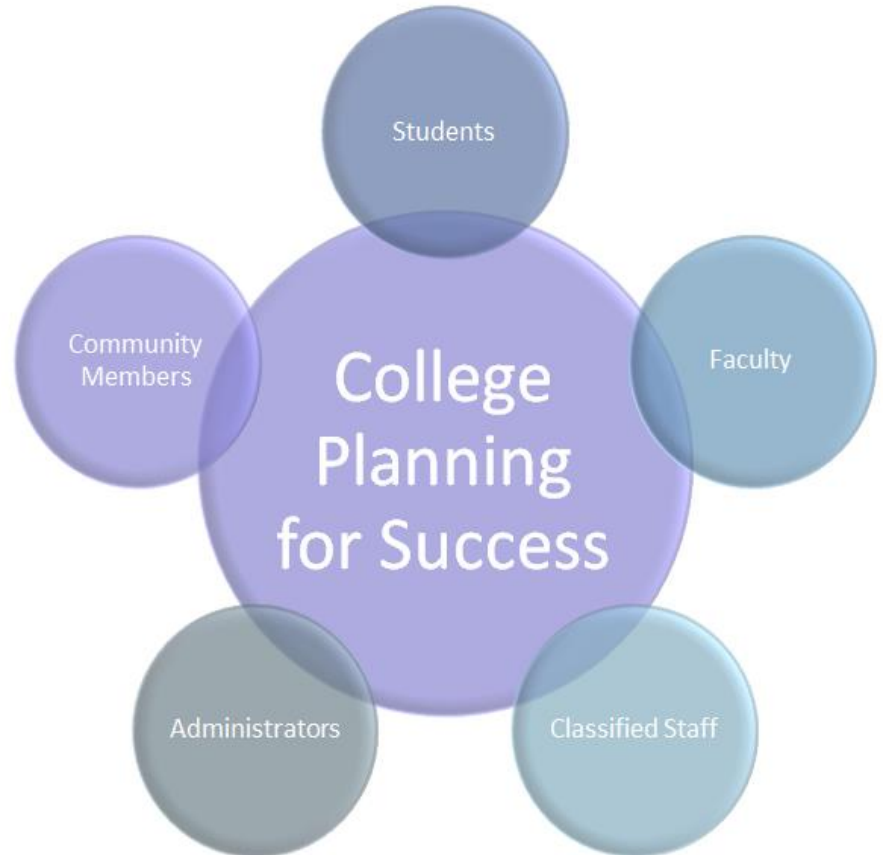 Students
Community
Members
Faculty
College
Planning
for Success
Administrators
Classified Staff